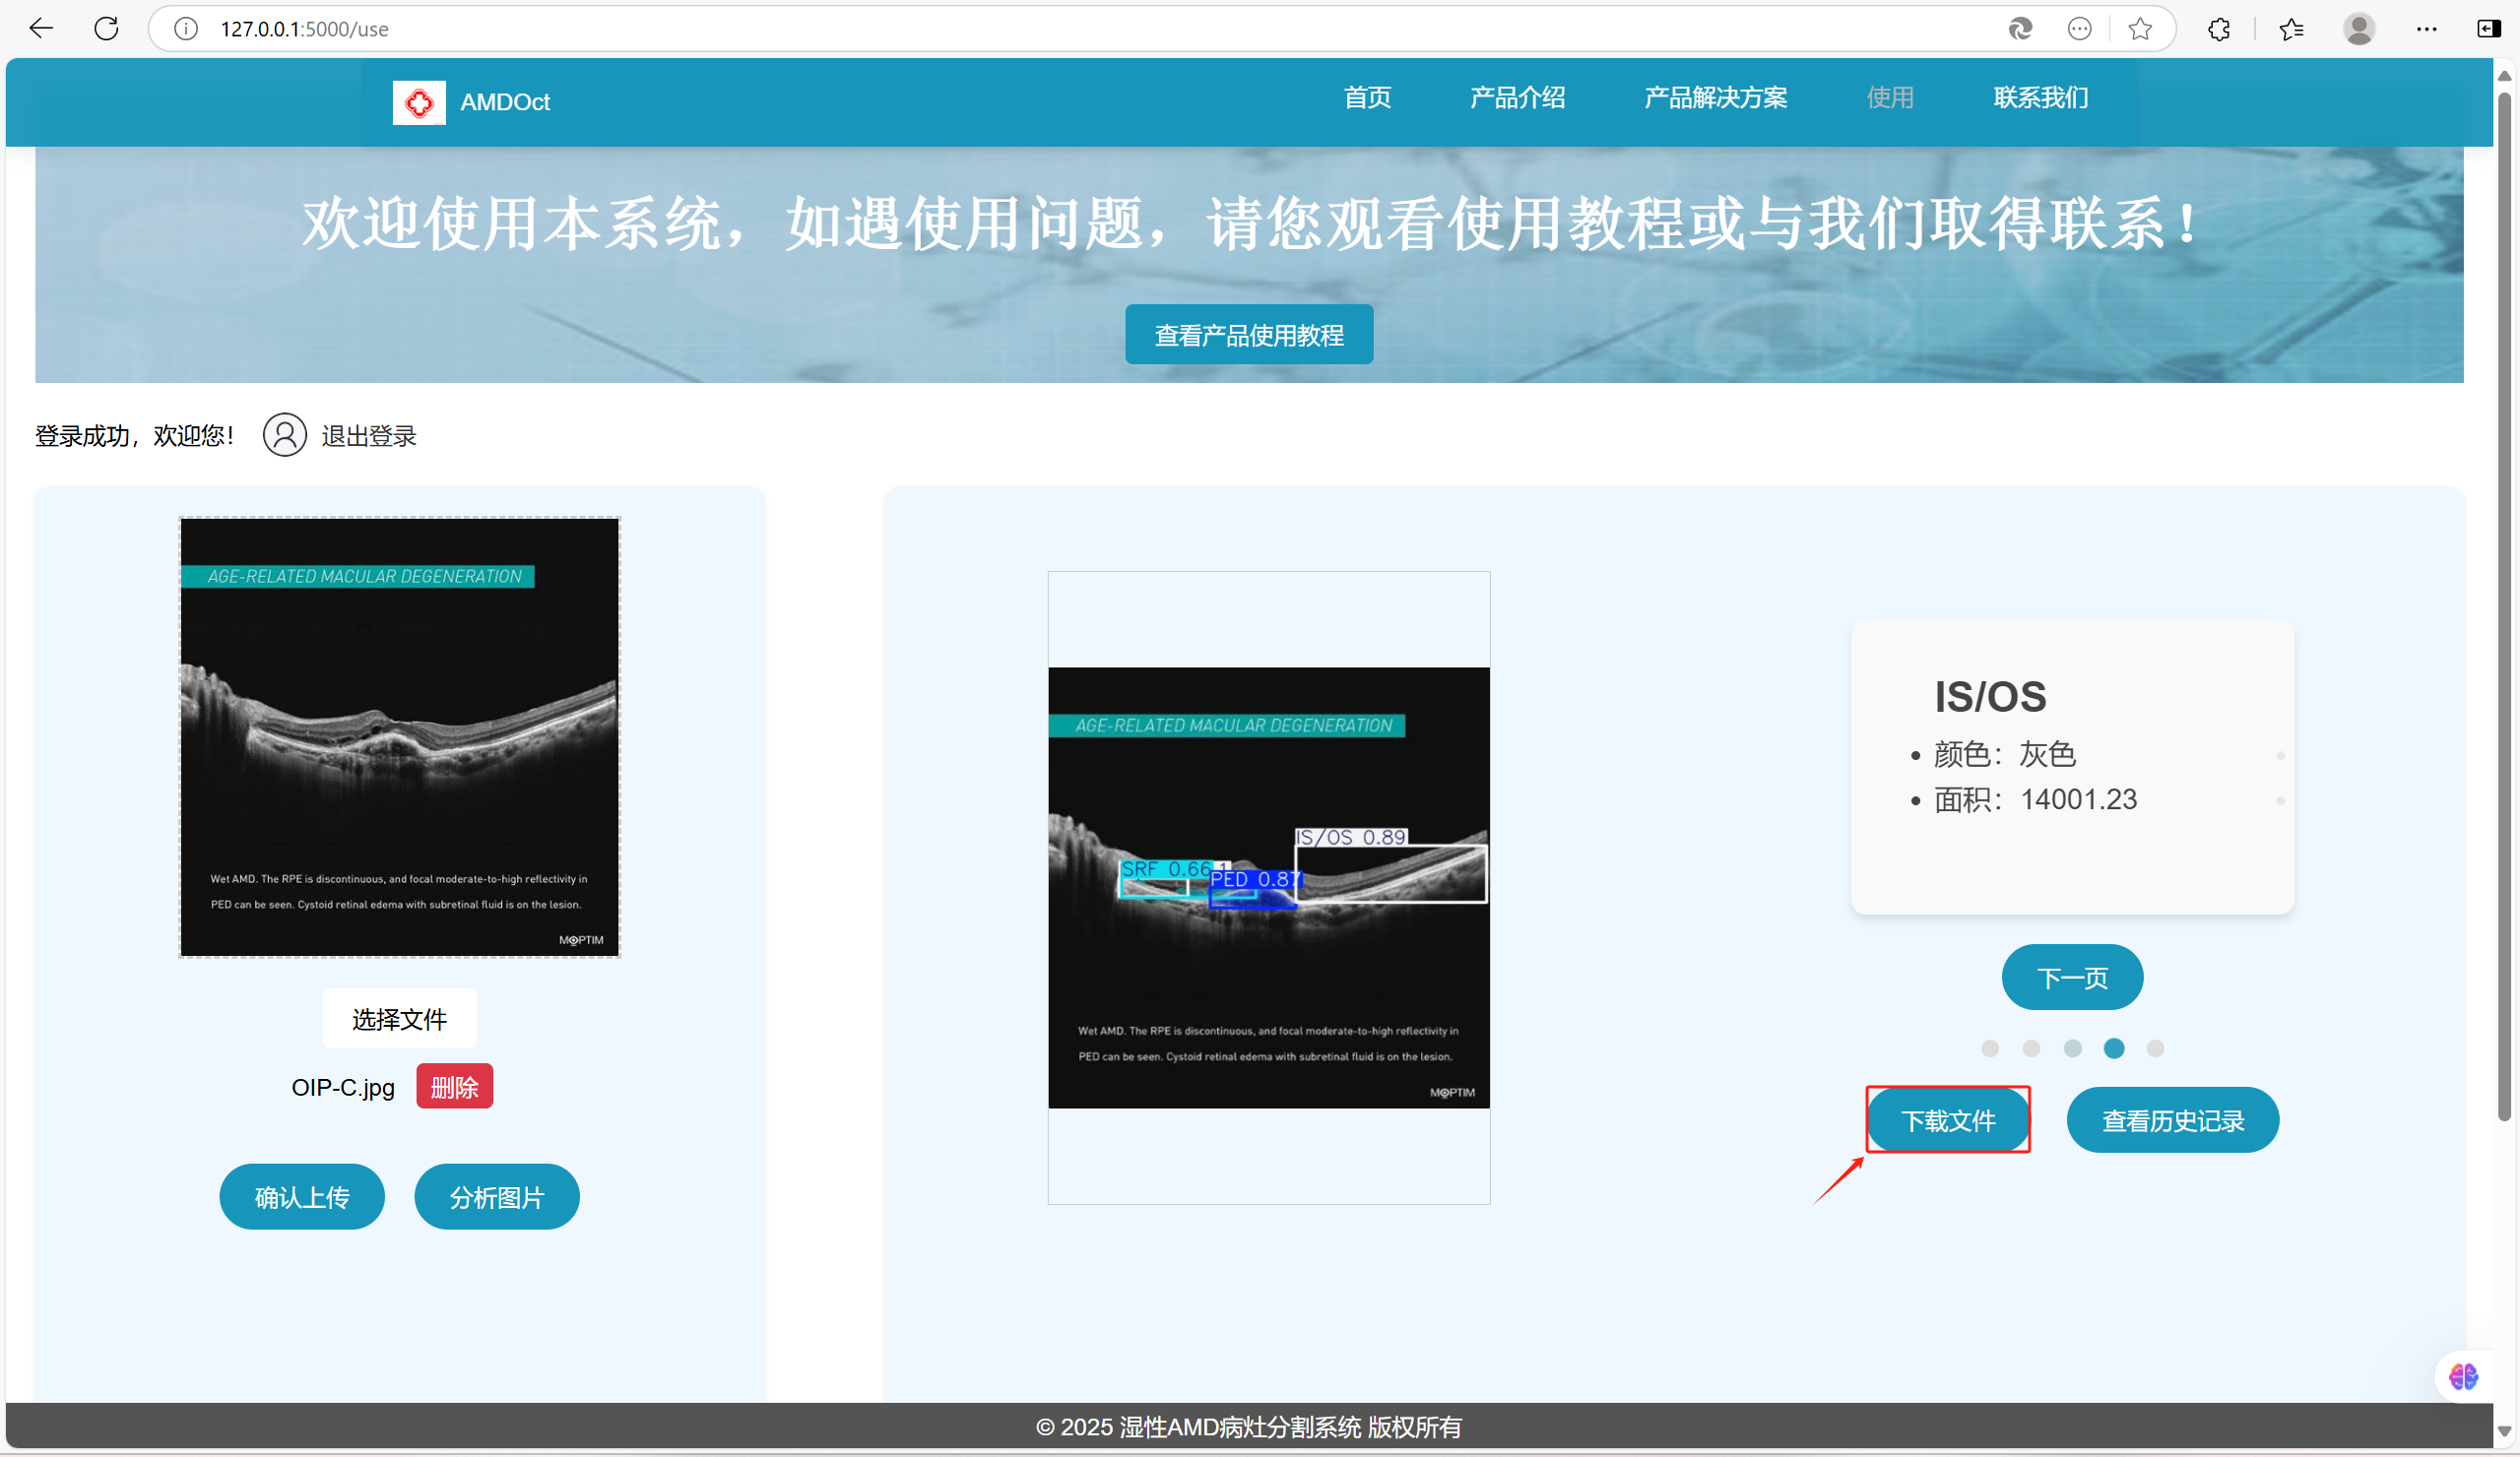 127.0.0.1:5000/use
AMDOct
首页
产品介绍
产品解决方案
使用
联系我们
欢迎使用本系统，如遇使用问题，请您观看使用教程或与我们取得联系！
查看产品使用教程
登录成功，欢迎您！
退出登录
AGE-RELATED MACULAR DEGENERATION
Wet AMD. The RPE is discontinuous, and focal moderate-to-high reflectivity in
PED can be seen. Cystoid retinal edema with subretinal fluid is on the lesion.
MOPTIM
选择文件
OIP-C.jpg
删除
确认上传
分析图片
AGE-RELATED MACULAR DEGENERATION
IS/OS 0.89
SRF 0.66
PED 0.87
Wet AMD. The RPE is discontinuous, and focal moderate-to-high reflectivity in
PED can be seen. Cystoid retinal edema with subretinal fluid is on the lesion.
MOPTIM
IS/OS
颜色：灰色
面积：14001.23
下一页
下载文件
查看历史记录
© 2025 湿性AMD病灶分割系统 版权所有